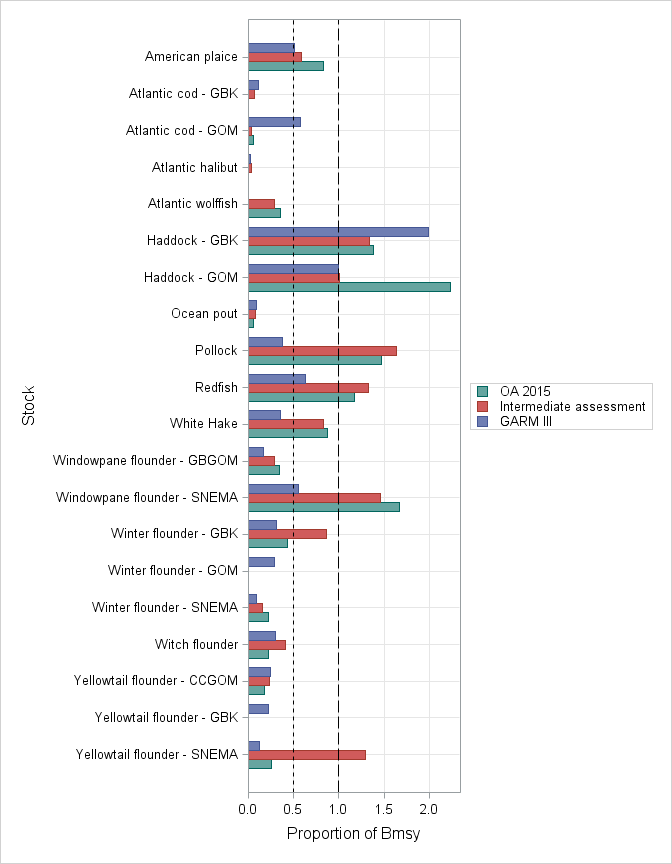 American plaice
Atlantic cod - GBK
Atlantic cod - GOM
Atlantic halibut
Atlantic wolffish
Haddock - GBK
Haddock - GOM
Ocean pout
Pollock
Redfish
White Hake
Windowpane flounder - GBGOM
Windowpane flounder - SNEMA
Winter flounder - GBK
Winter flounder - GOM
Winter flounder - SNEMA
Witch flounder
Yellowtail flounder - CCGOM
Yellowtail flounder - GBK
Yellowtail flounder - SNEMA
Stock
0.0 0.5 1.0 1.5 2.0
Proportion of Bmsy
OA 2015
Intermediate assessment
GARM III